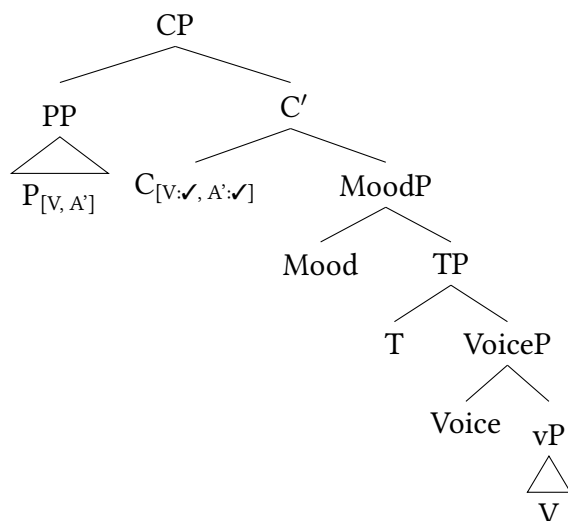 CP
PP
C′
P[V, A’]
C[V:✓, A’:✓]
MoodP
Mood
TP
T
VoiceP
Voice
vP
V